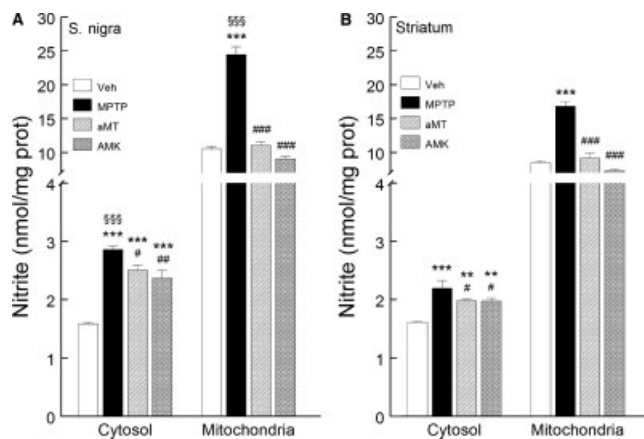 A
S. nigra
Nitrite (nmol/mg prot)
30
25
20
15
10
4
3
2
1
0
Veh
MPTP
aMT
AMK
§§§
***
***
#
***
##
§§§
***
###
###
Cytosol
Mitochondria
B
Striatum
Nitrite (nmol/mg prot)
30
25
20
15
10
4
3
2
1
0
Veh
MPTP
aMT
AMK
***
**
#
**
#
***
###
###
Cytosol
Mitochondria